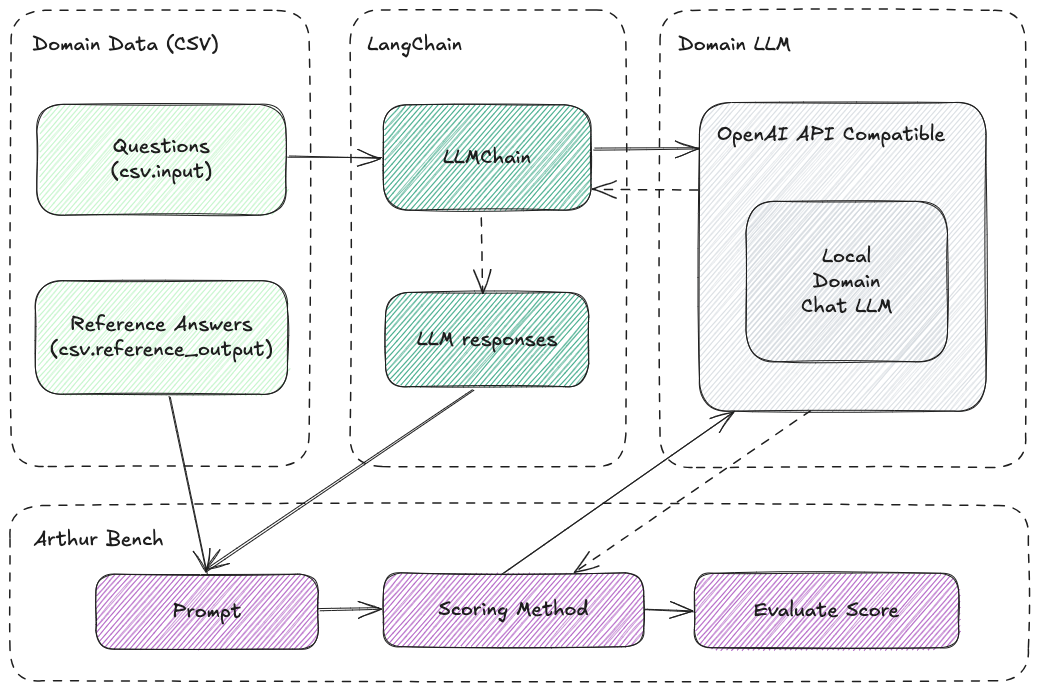 Domain Data (CSV)
Questions
(csv.input)
Reference Answers
(csv.reference_output)
LangChain
LLMChain
LLM responses
Domain LLM
OpenAI API Compatible
Local
Domain
Chat LLM
Arthur Bench
Prompt
Scoring Method
Evaluate Score